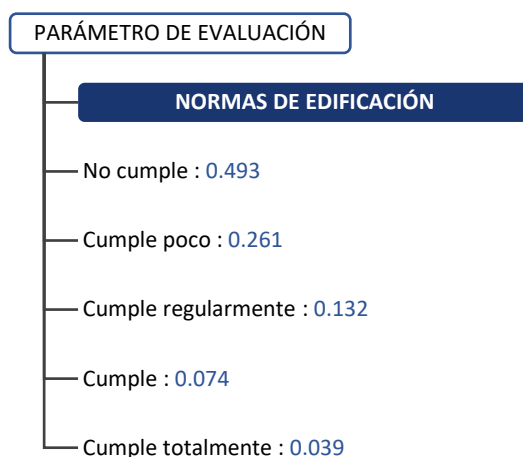 PARÁMETRO DE EVALUACIÓN
NORMAS DE EDIFICACIÓN
No cumple : 0.493
Cumple poco : 0.261
Cumple regularmente : 0.132
Cumple : 0.074
Cumple totalmente : 0.039